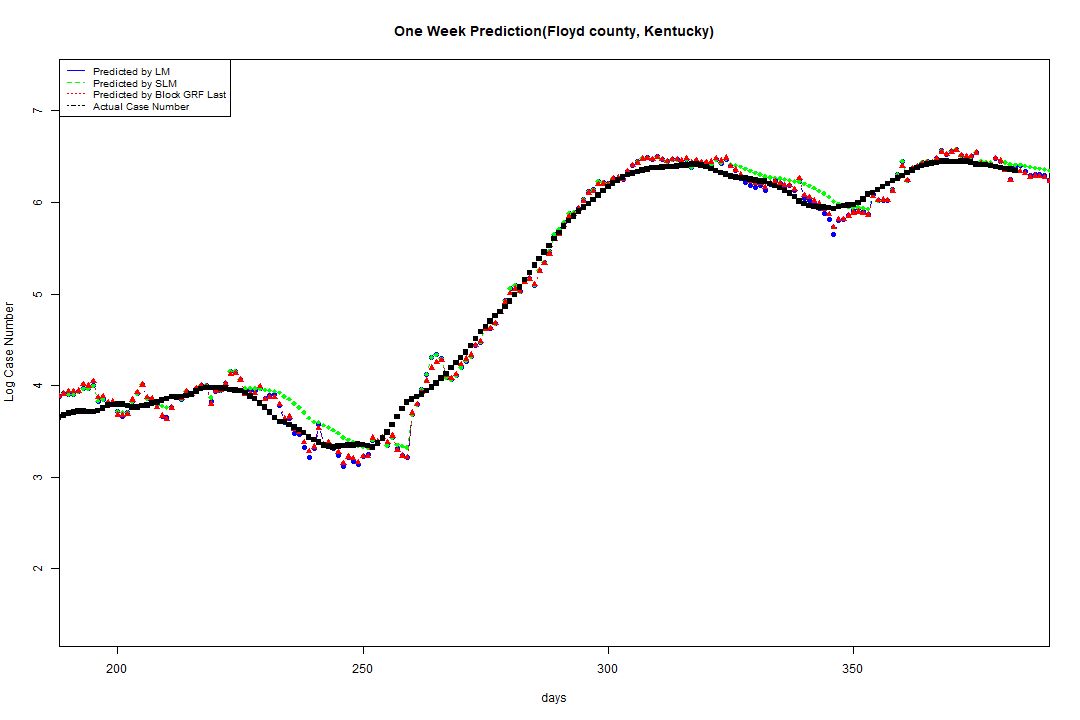 One Week Prediction(Floyd county, Kentucky)
Predicted by LM
Predicted by SLM
Predicted by Block GRF Last
Actual Case Number
7
6
5
4
3
2
Log Case Number
200
250
300
350
days